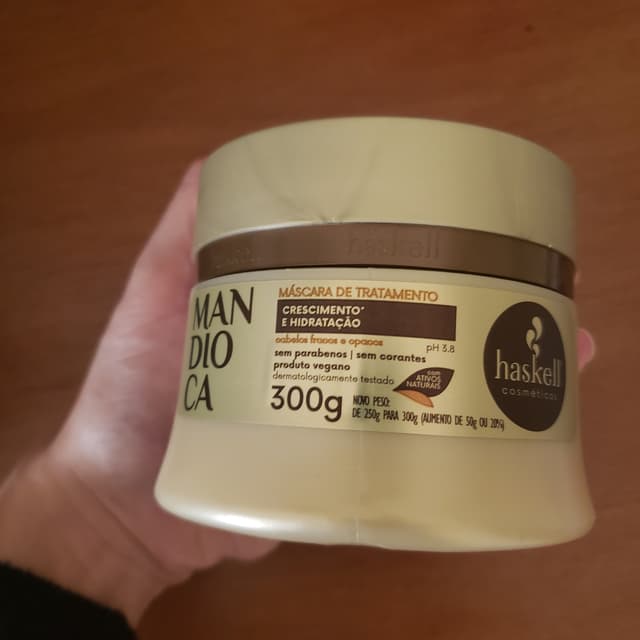 haskell
MAN
DIO
CA
MÁSCARA DE TRATAMENTO
CRESCIMENTO*
E HIDRATAÇÃO
cabelos fracos e opacos
pH 3.8
sem parabenos | sem corantes
produto vegano
dermatologicamente testado
com
ATIVOS
NATURAIS
300g
NOVO PESO:
DE 250g PARA 300g (AUMENTO DE 50g OU 20%)
haskell
cosméticos